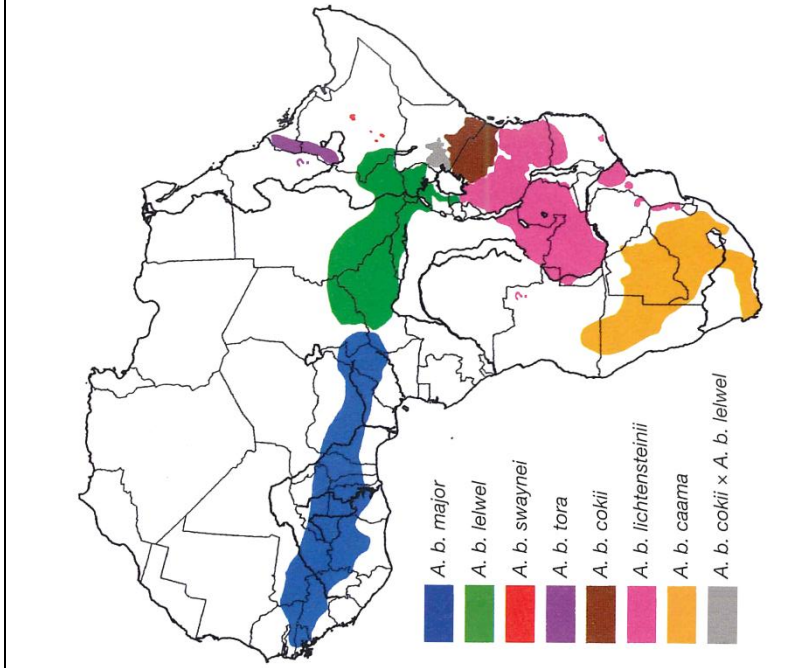 A. b. major
A. b. lelwel
A. b. swaynei
A. b. tora
A. b. cokii
A. b. lichtensteinii
A. b. caama
A. b. cokii × A. b. lelwel
?
?